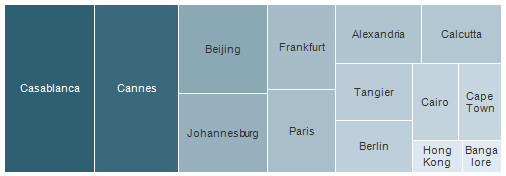 Casablanca
Cannes
Beijing
Johannesburg
Frankfurt
Paris
Alexandria
Calcutta
Tangier
Berlin
Cairo
Cape
Town
Hong
Kong
Banga
lore